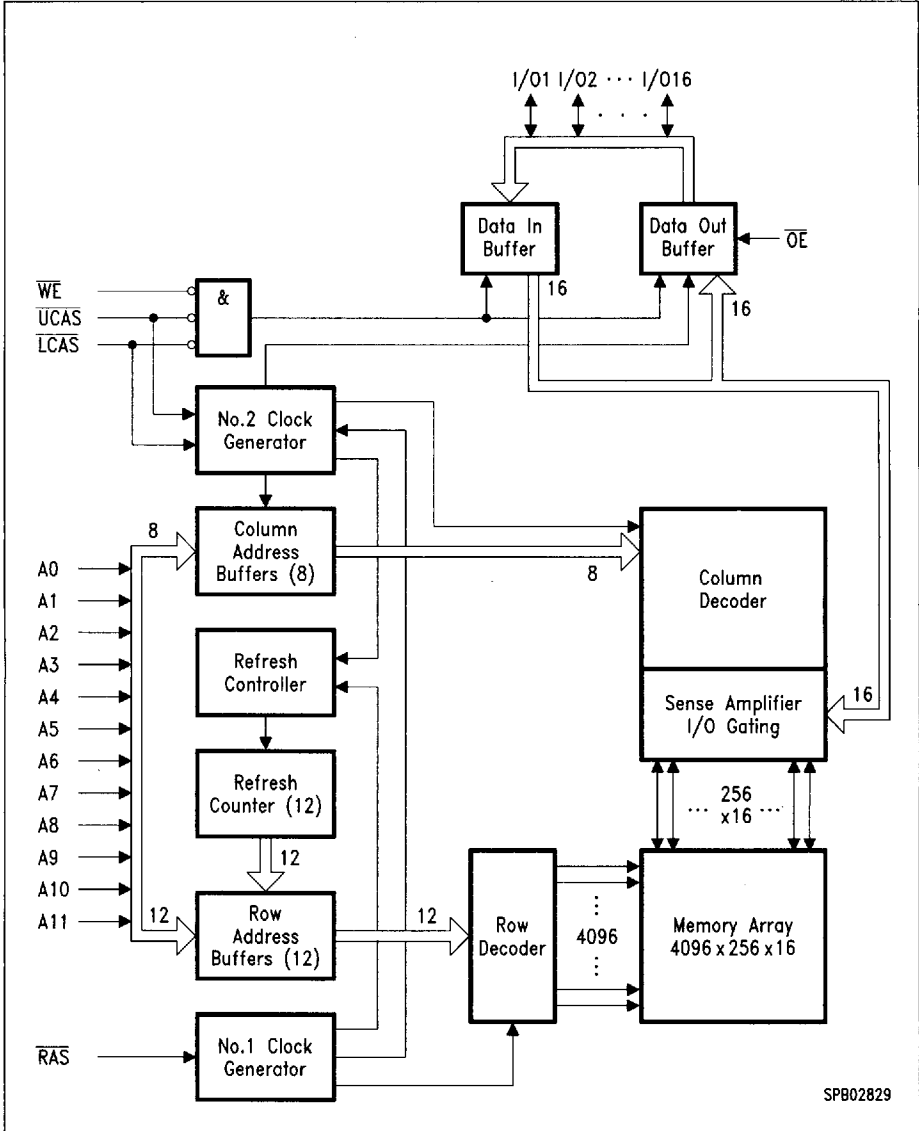 I/O1 I/O2 ··· I/O16
· · ·
Data In
Buffer
Data Out
Buffer
OE
16
16
WE
UCAS
LCAS
&
No.2 Clock
Generator
8
Column
Address
Buffers (8)
8
Column
Decoder
A0
A1
A2
A3
A4
A5
A6
A7
A8
A9
A10
A11
Refresh
Controller
16
Sense Amplifier
I/O Gating
Refresh
Counter (12)
··· 256 ···
x16
12
12
Row
Address
Buffers (12)
12
Row
Decoder
4096
Memory Array
4096 x 256 x 16
RAS
No.1 Clock
Generator
SPB02829